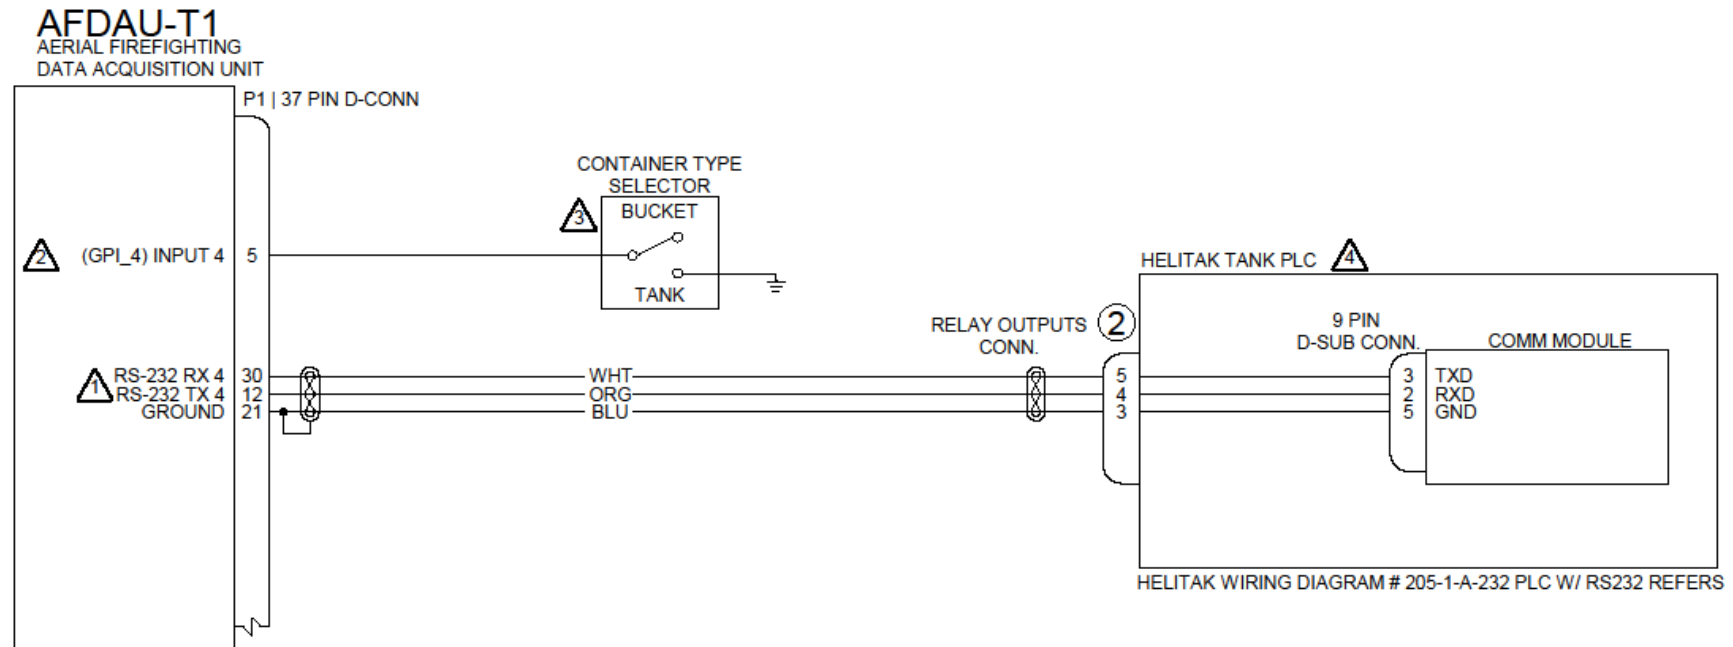 AFDAU-T1
AERIAL FIREFIGHTING
DATA ACQUISITION UNIT
P1 | 37 PIN D-CONN
CONTAINER TYPE
SELECTOR
3
BUCKET
2
(GPI_4) INPUT 4
5
TANK
HELITAK TANK PLC
4
RELAY OUTPUTS
CONN.
2
9 PIN
D-SUB CONN.
COMM MODULE
1
RS-232 RX 4 30 WHT 5 3 TXD
RS-232 TX 4 12 ORG 4 2 RXD
GROUND 21 BLU 3 5 GND
HELITAK WIRING DIAGRAM # 205-1-A-232 PLC W/ RS232 REFERS